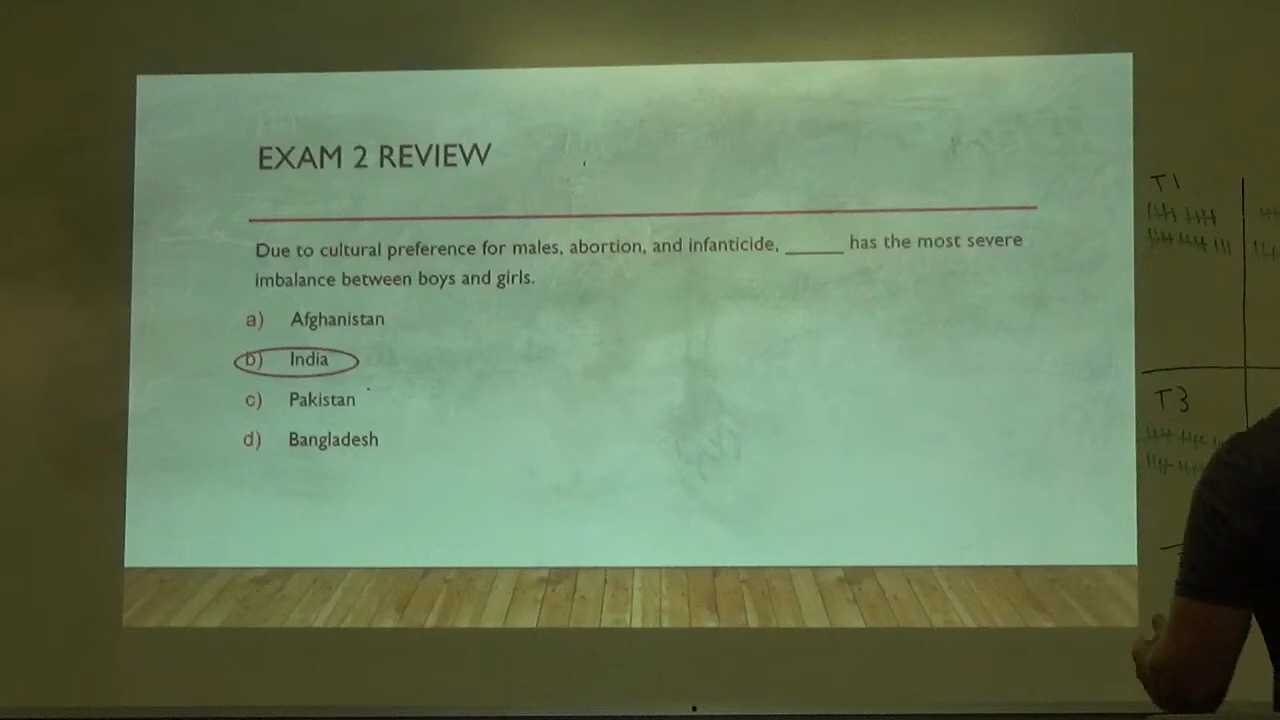 EXAM 2 REVIEW
Due to cultural preference for males, abortion, and infanticide, ______ has the most severe
imbalance between boys and girls.
a) Afghanistan
b) India
c) Pakistan
d) Bangladesh
T1
T3